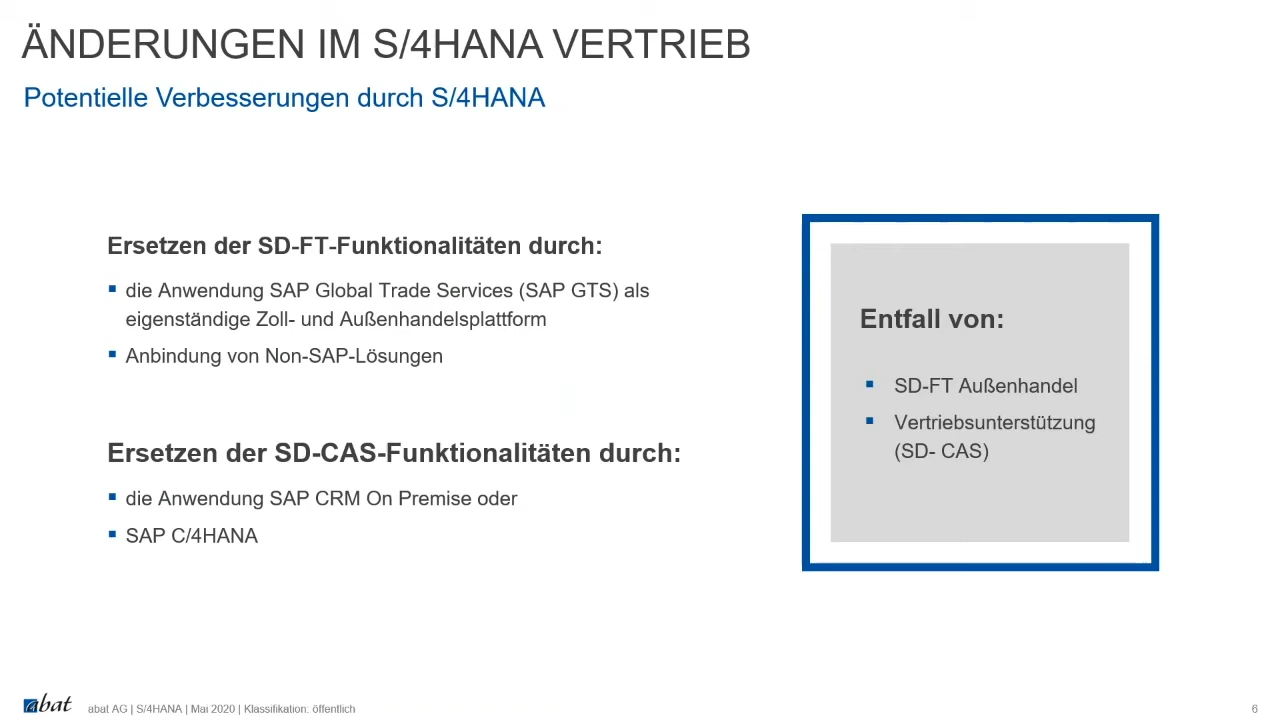 ÄNDERUNGEN IM S/4HANA VERTRIEB
Potentielle Verbesserungen durch S/4HANA
Ersetzen der SD-FT-Funktionalitäten durch:
die Anwendung SAP Global Trade Services (SAP GTS) als
eigenständige Zoll- und Außenhandelsplattform
Anbindung von Non-SAP-Lösungen
Ersetzen der SD-CAS-Funktionalitäten durch:
die Anwendung SAP CRM On Premise oder
SAP C/4HANA
Entfall von:
SD-FT Außenhandel
Vertriebsunterstützung
(SD- CAS)
abat
abat AG | S/4HANA | Mai 2020 | Klassifikation: öffentlich
6